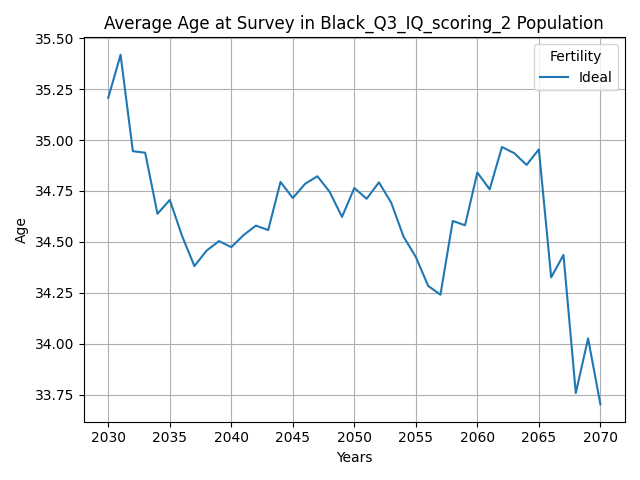 Average Age at Survey in Black_Q3_IQ_scoring_2 Population
35.50
35.25
35.00
34.75
34.50
34.25
34.00
33.75
Age
Fertility
Ideal
2030 2035 2040 2045 2050 2055 2060 2065 2070
Years